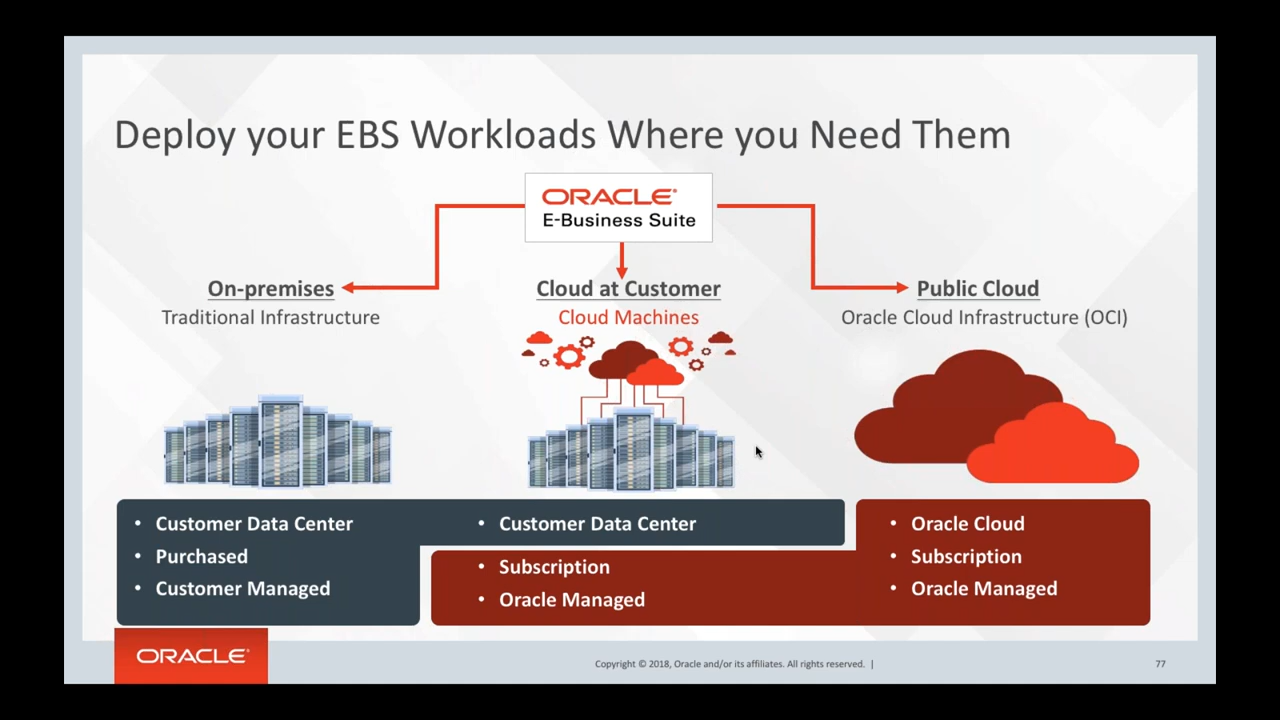 Deploy your EBS Workloads Where you Need Them
ORACLE®
E-Business Suite
On-premises
Traditional Infrastructure
Cloud at Customer
Cloud Machines
Public Cloud
Oracle Cloud Infrastructure (OCI)
• Customer Data Center
• Purchased
• Customer Managed
• Customer Data Center
• Subscription
• Oracle Managed
• Oracle Cloud
• Subscription
• Oracle Managed
ORACLE®
Copyright © 2018, Oracle and/or its affiliates. All rights reserved. |
77